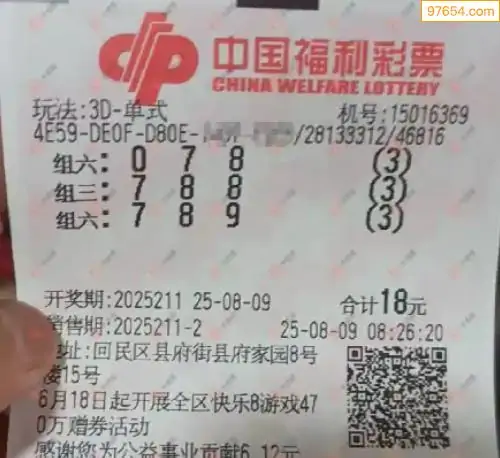 97654.com
中国福利彩票
CHINA WELFARE LOTTERY
玩法:3D-单式 机号:15016369
4E59-DE0F-D80E- /28133312/46816
组六: 0 7 8 (3)
组三: 7 8 8 (3)
组六: 7 8 9 (3)
开奖期:2025211 25-08-09 合计18元
销售期:2025211-2 25-08-09 08:26:20
地址:回民区县府街县府家园8号
楼15号
6月18日起开展全区快乐8游戏47
0万赠券活动
感谢您为公益事业贡献6.12元